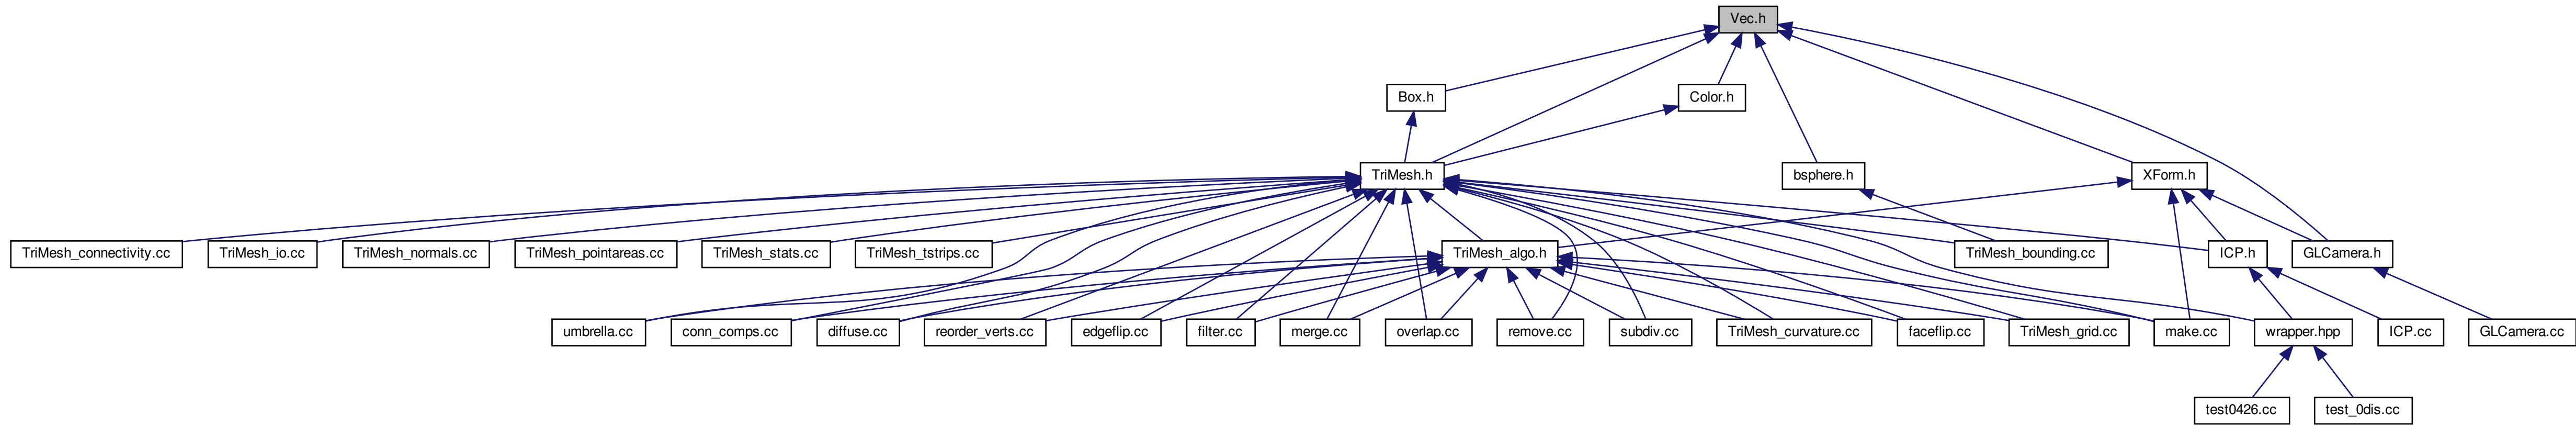 Vec.h
Box.h
Color.h
TriMesh.h
bsphere.h
XForm.h
TriMesh_connectivity.cc
TriMesh_io.cc
TriMesh_normals.cc
TriMesh_pointareas.cc
TriMesh_stats.cc
TriMesh_tstrips.cc
TriMesh_algo.h
TriMesh_bounding.cc
ICP.h
GLCamera.h
umbrella.cc
conn_comps.cc
diffuse.cc
reorder_verts.cc
edgeflip.cc
filter.cc
merge.cc
overlap.cc
remove.cc
subdiv.cc
TriMesh_curvature.cc
faceflip.cc
TriMesh_grid.cc
make.cc
wrapper.hpp
ICP.cc
GLCamera.cc
test0426.cc
test_0dis.cc